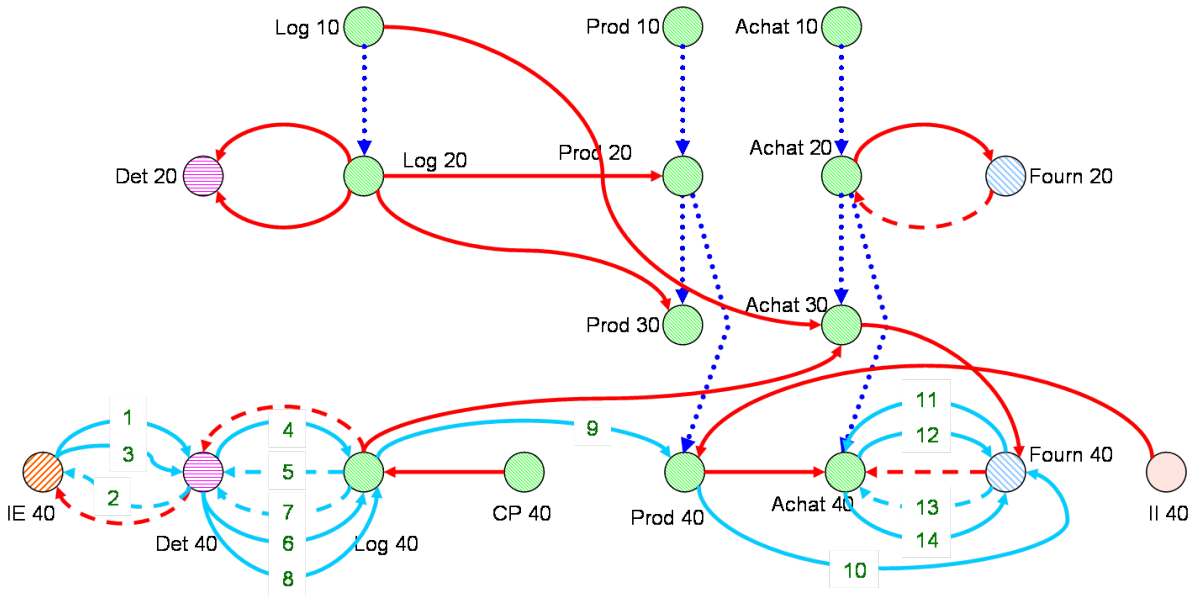 Log 10
Prod 10
Achat 10
Det 20
Log 20
Prod 20
Achat 20
Fourn 20
Prod 30
Achat 30
1
3
2
4
5
7
6
8
9
11
12
13
14
10
IE 40
Det 40
Log 40
CP 40
Prod 40
Achat 40
Fourn 40
II 40